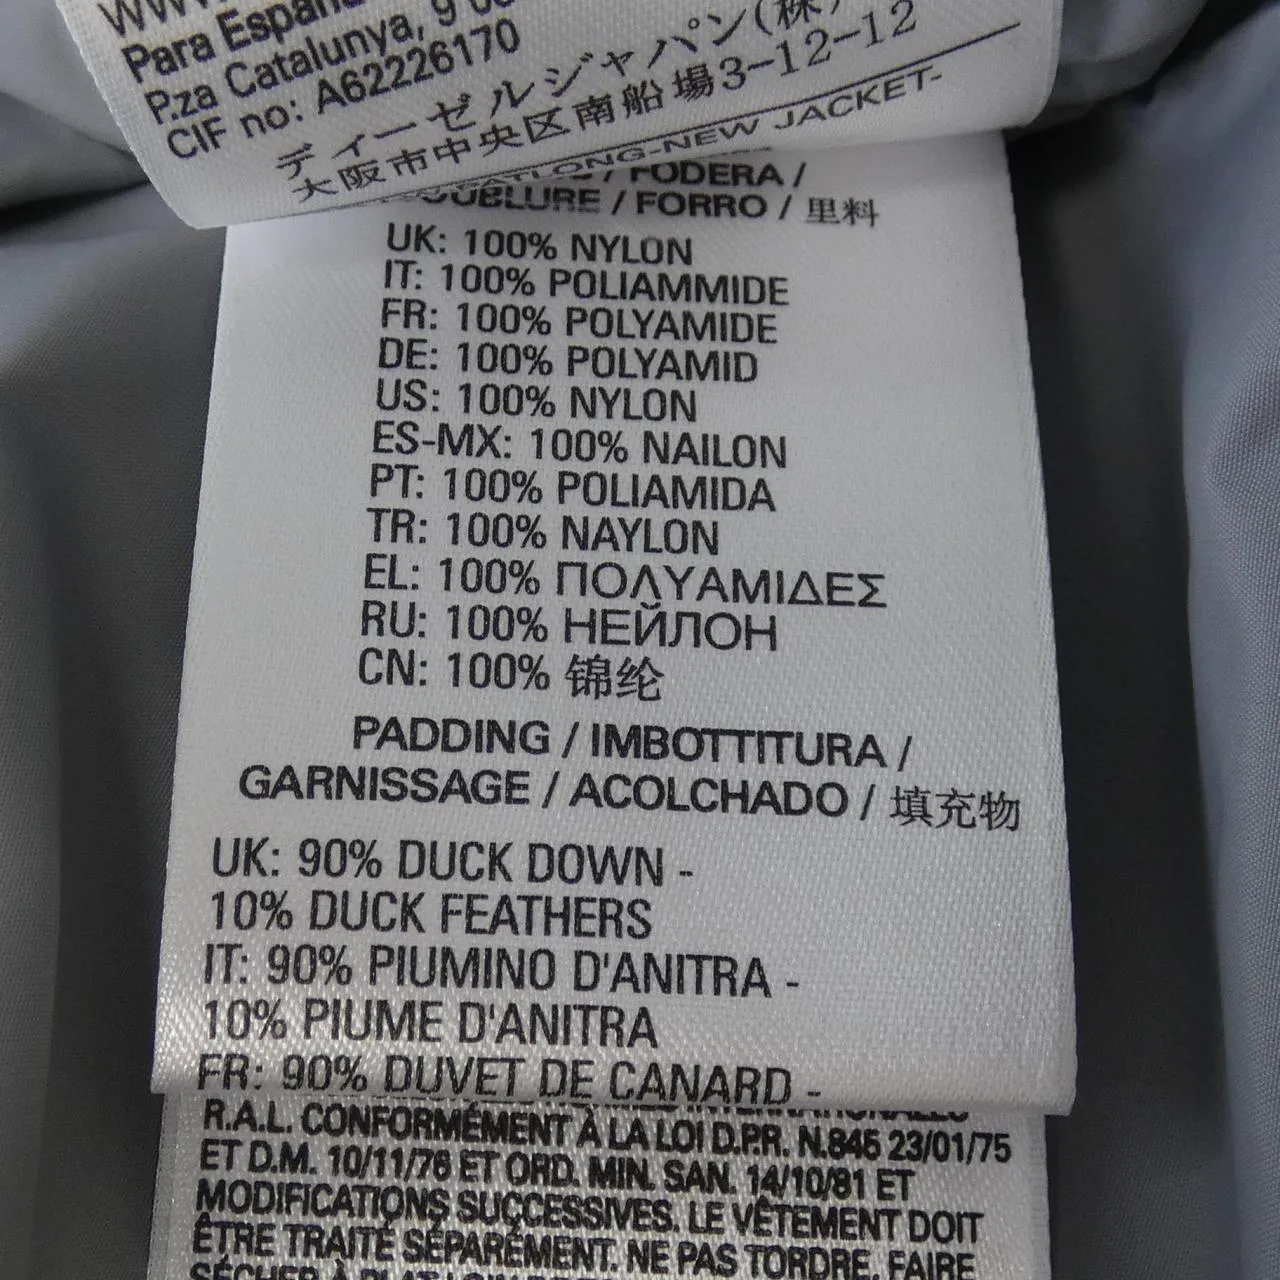 Para España
P.za Catalunya, 9
CIF no: A62226170
ディーゼルジャパン(株)
大阪市中央区南船場3-12-12
LONG-NEW JACKET-
/ FODERA /
DOUBLURE / FORRO / 里料
UK: 100% NYLON
IT: 100% POLIAMMIDE
FR: 100% POLYAMIDE
DE: 100% POLYAMID
US: 100% NYLON
ES-MX: 100% NAILON
PT: 100% POLIAMIDA
TR: 100% NAYLON
EL: 100% ΠΟΛΥΑΜΙΔΕΣ
RU: 100% НЕЙЛОН
CN: 100% 锦纶
PADDING / IMBOTTITURA /
GARNISSAGE / ACOLCHADO / 填充物
UK: 90% DUCK DOWN -
10% DUCK FEATHERS
IT: 90% PIUMINO D'ANITRA -
10% PIUME D'ANITRA
FR: 90% DUVET DE CANARD -
R.A.L. CONFORMÉMENT À LA LOI D.P.R. N.845 23/01/75
ET D.M. 10/11/76 ET ORD. MIN. SAN. 14/10/81 ET
MODIFICATIONS SUCCESSIVES. LE VÊTEMENT DOIT
ÊTRE TRAITÉ SÉPARÉMENT. NE PAS TORDRE, FAIRE
SÉCHER À PLAT